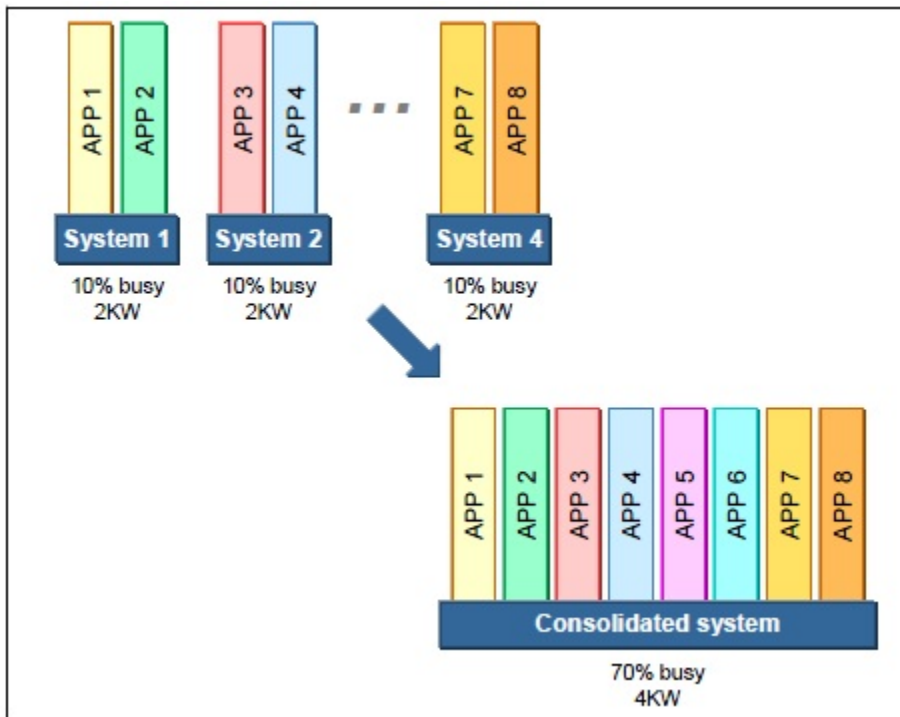 APP 1
APP 2
APP 3
APP 4
...
APP 7
APP 8
System 1
System 2
System 4
10% busy
2KW
10% busy
2KW
10% busy
2KW
APP 1
APP 2
APP 3
APP 4
APP 5
APP 6
APP 7
APP 8
Consolidated system
70% busy
4KW